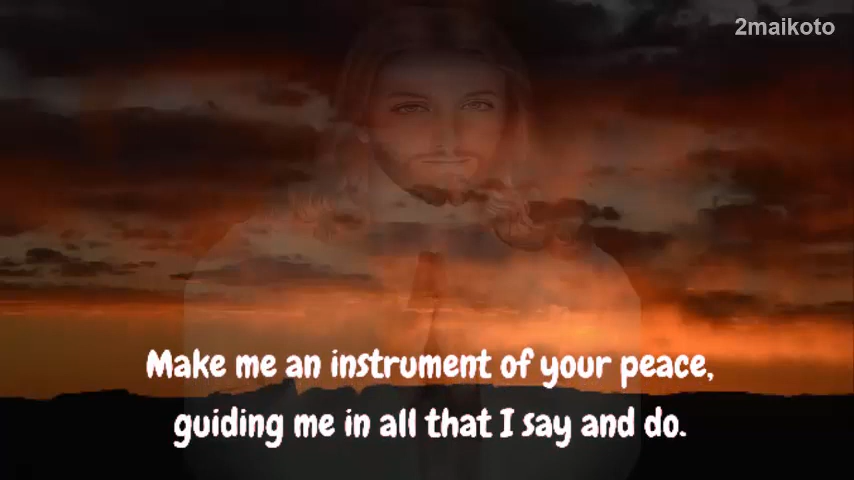 2maikoto
Make me an instrument of your peace,
guiding me in all that I say and do.